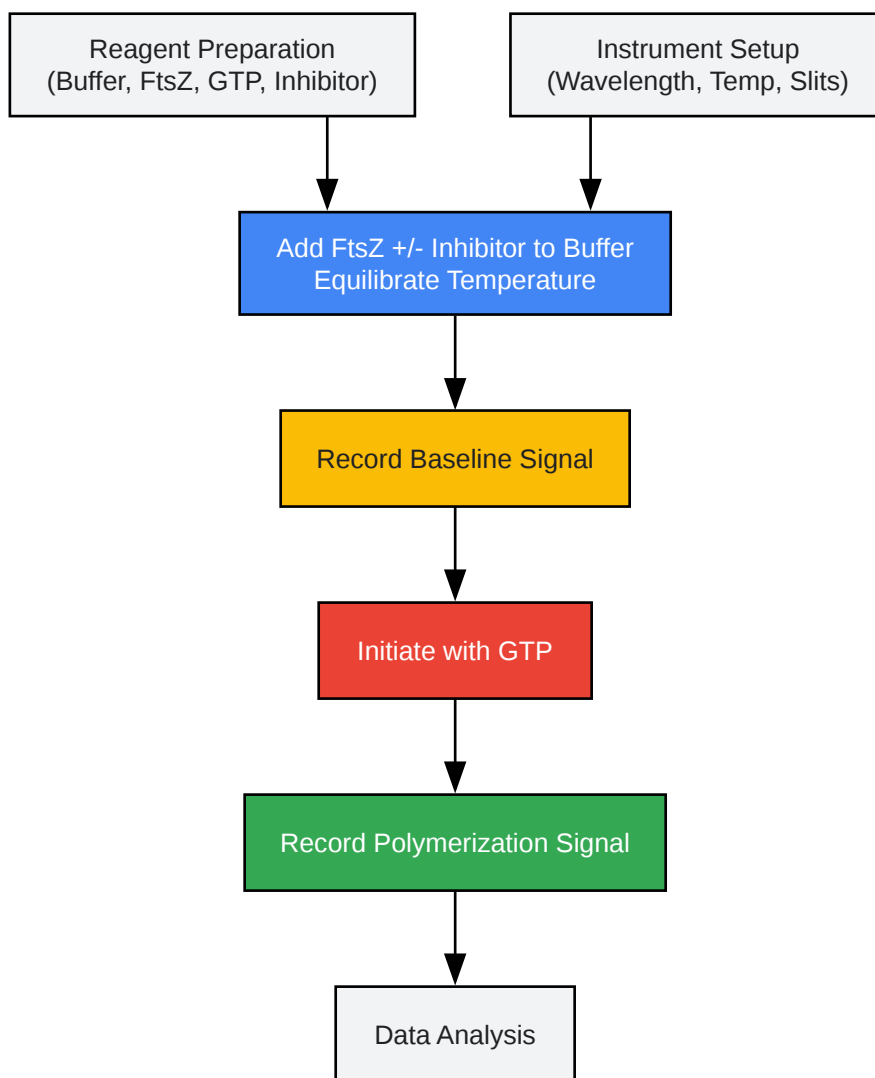 Reagent Preparation
(Buffer, FtsZ, GTP, Inhibitor)
Instrument Setup
(Wavelength, Temp, Slits)
Add FtsZ +/- Inhibitor to Buffer
Equilibrate Temperature
Record Baseline Signal
Initiate with GTP
Record Polymerization Signal
Data Analysis